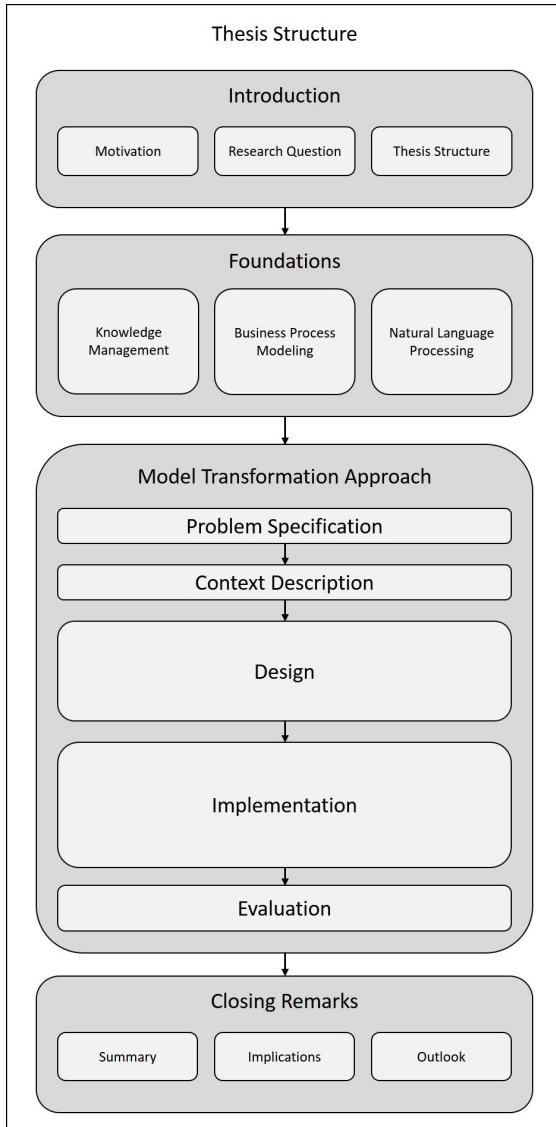 Thesis Structure
Introduction
Motivation
Research Question
Thesis Structure
Foundations
Knowledge
Management
Business Process
Modeling
Natural Language
Processing
Model Transformation Approach
Problem Specification
Context Description
Design
Implementation
Evaluation
Closing Remarks
Summary
Implications
Outlook